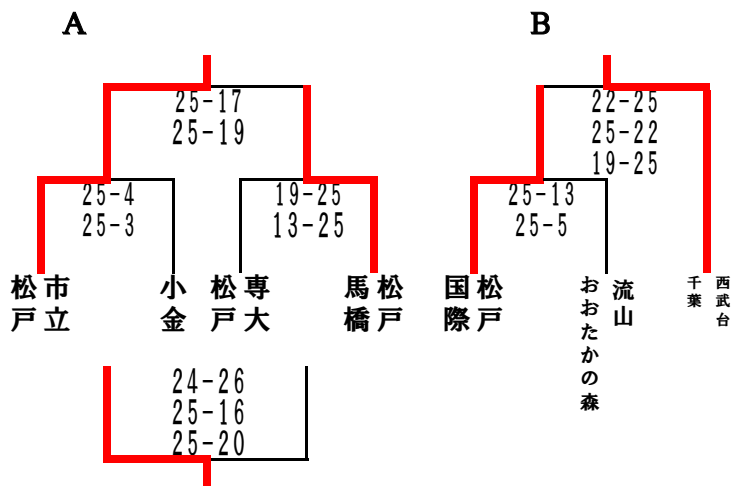 A
B
25-17
25-19
22-25
25-22
19-25
25-4
25-3
19-25
13-25
25-13
25-5
市立
松戸
小金
専大
松戸
松戸
馬橋
松戸
国際
流山
おおたかの森
西武台
千葉
24-26
25-16
25-20